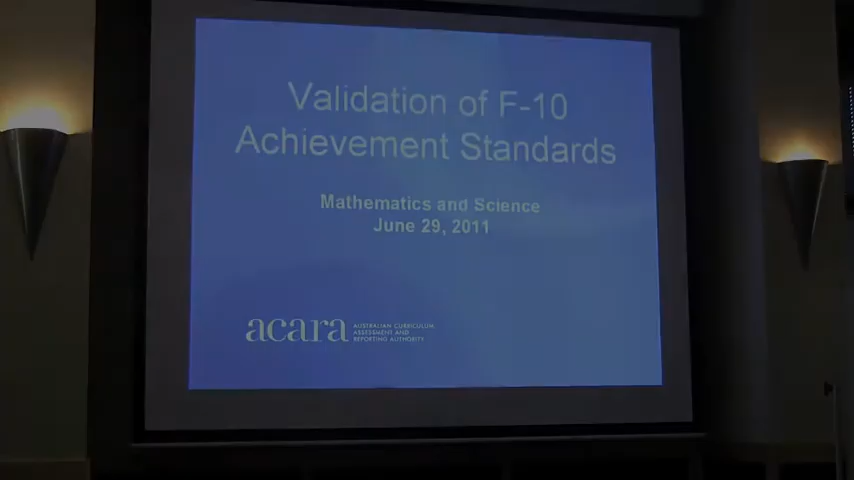 Validation of F-10
Achievement Standards
Mathematics and Science
June 29, 2011
acara
AUSTRALIAN CURRICULUM,
ASSESSMENT AND
REPORTING AUTHORITY